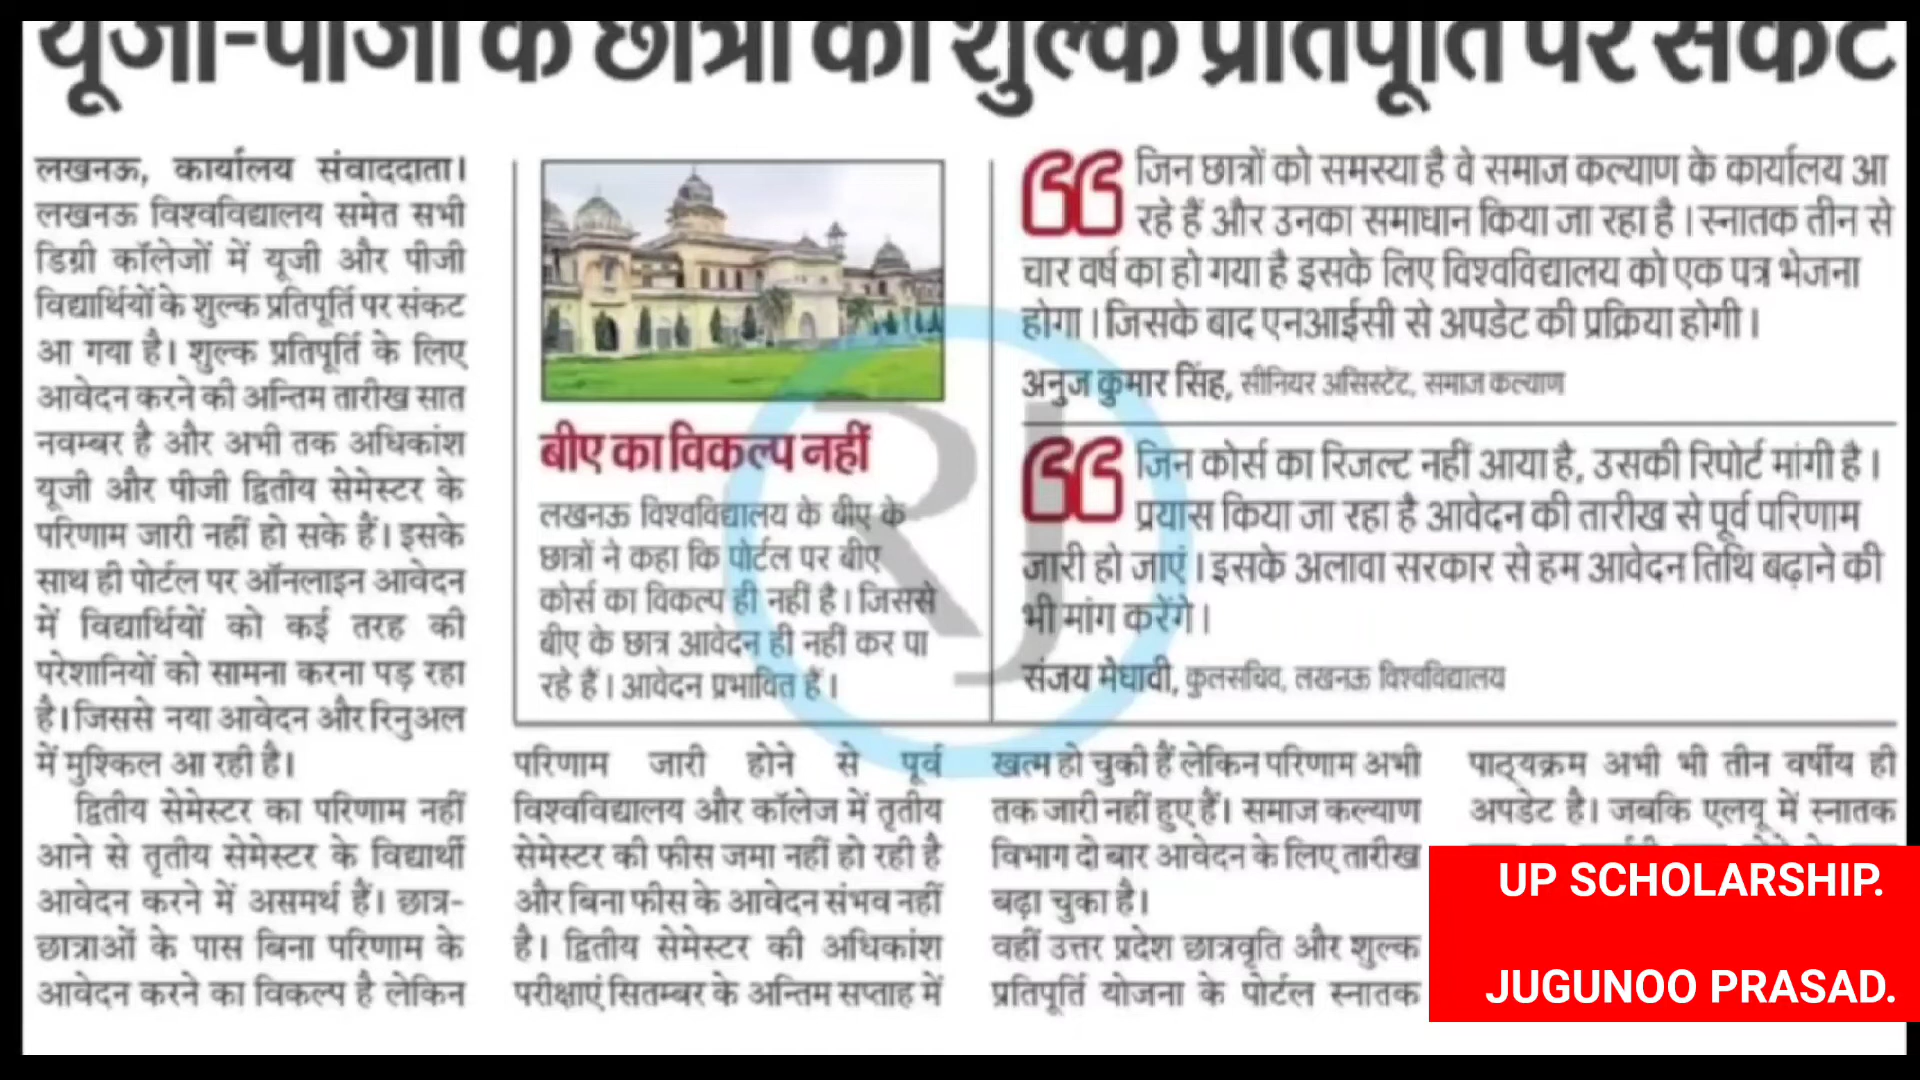 यूजी-पीजी के छात्रों की शुल्क प्रतिपूर्ति पर संकट
लखनऊ, कार्यालय संवाददाता।
लखनऊ विश्वविद्यालय समेत सभी
डिग्री कॉलेजों में यूजी और पीजी
विद्यार्थियों के शुल्क प्रतिपूर्ति पर संकट
आ गया है। शुल्क प्रतिपूर्ति के लिए
आवेदन करने की अन्तिम तारीख सात
नवम्बर है और अभी तक अधिकांश
यूजी और पीजी द्वितीय सेमेस्टर के
परिणाम जारी नहीं हो सके हैं। इसके
साथ ही पोर्टल पर ऑनलाइन आवेदन
में विद्यार्थियों को कई तरह की
परेशानियों को सामना करना पड़ रहा
है। जिससे नया आवेदन और रिनुअल
में मुश्किल आ रही है।
द्वितीय सेमेस्टर का परिणाम नहीं
आने से तृतीय सेमेस्टर के विद्यार्थी
आवेदन करने में असमर्थ हैं। छात्र-
छात्राओं के पास बिना परिणाम के
आवेदन करने का विकल्प है लेकिन
बीए का विकल्प नहीं
लखनऊ विश्वविद्यालय के बीए के
छात्रों ने कहा कि पोर्टल पर बीए
कोर्स का विकल्प ही नहीं है। जिससे
बीए के छात्र आवेदन ही नहीं कर पा
रहे हैं। आवेदन प्रभावित हैं।
जिन छात्रों को समस्या है वे समाज कल्याण के कार्यालय आ
रहे हैं और उनका समाधान किया जा रहा है। स्नातक तीन से
चार वर्ष का हो गया है इसके लिए विश्वविद्यालय को एक पत्र भेजना
होगा। जिसके बाद एनआईसी से अपडेट की प्रक्रिया होगी।
अनुज कुमार सिंह, सीनियर असिस्टेंट, समाज कल्याण
जिन कोर्स का रिजल्ट नहीं आया है, उसकी रिपोर्ट मांगी है।
प्रयास किया जा रहा है आवेदन की तारीख से पूर्व परिणाम
जारी हो जाएं। इसके अलावा सरकार से हम आवेदन तिथि बढ़ाने की
भी मांग करेंगे।
संजय मेधावी, कुलसचिव, लखनऊ विश्वविद्यालय
परिणाम जारी होने से पूर्व
विश्वविद्यालय और कॉलेज में तृतीय
सेमेस्टर की फीस जमा नहीं हो रही है
और बिना फीस के आवेदन संभव नहीं
है। द्वितीय सेमेस्टर की अधिकांश
परीक्षाएं सितम्बर के अन्तिम सप्ताह में
खत्म हो चुकी हैं लेकिन परिणाम अभी
तक जारी नहीं हुए हैं। समाज कल्याण
विभाग दो बार आवेदन के लिए तारीख
बढ़ा चुका है।
वहीं उत्तर प्रदेश छात्रवृति और शुल्क
प्रतिपूर्ति योजना के पोर्टल स्नातक
पाठ्यक्रम अभी भी तीन वर्षीय ही
अपडेट है। जबकि एलयू में स्नातक
RJ
UP SCHOLARSHIP.
JUGUNOO PRASAD.